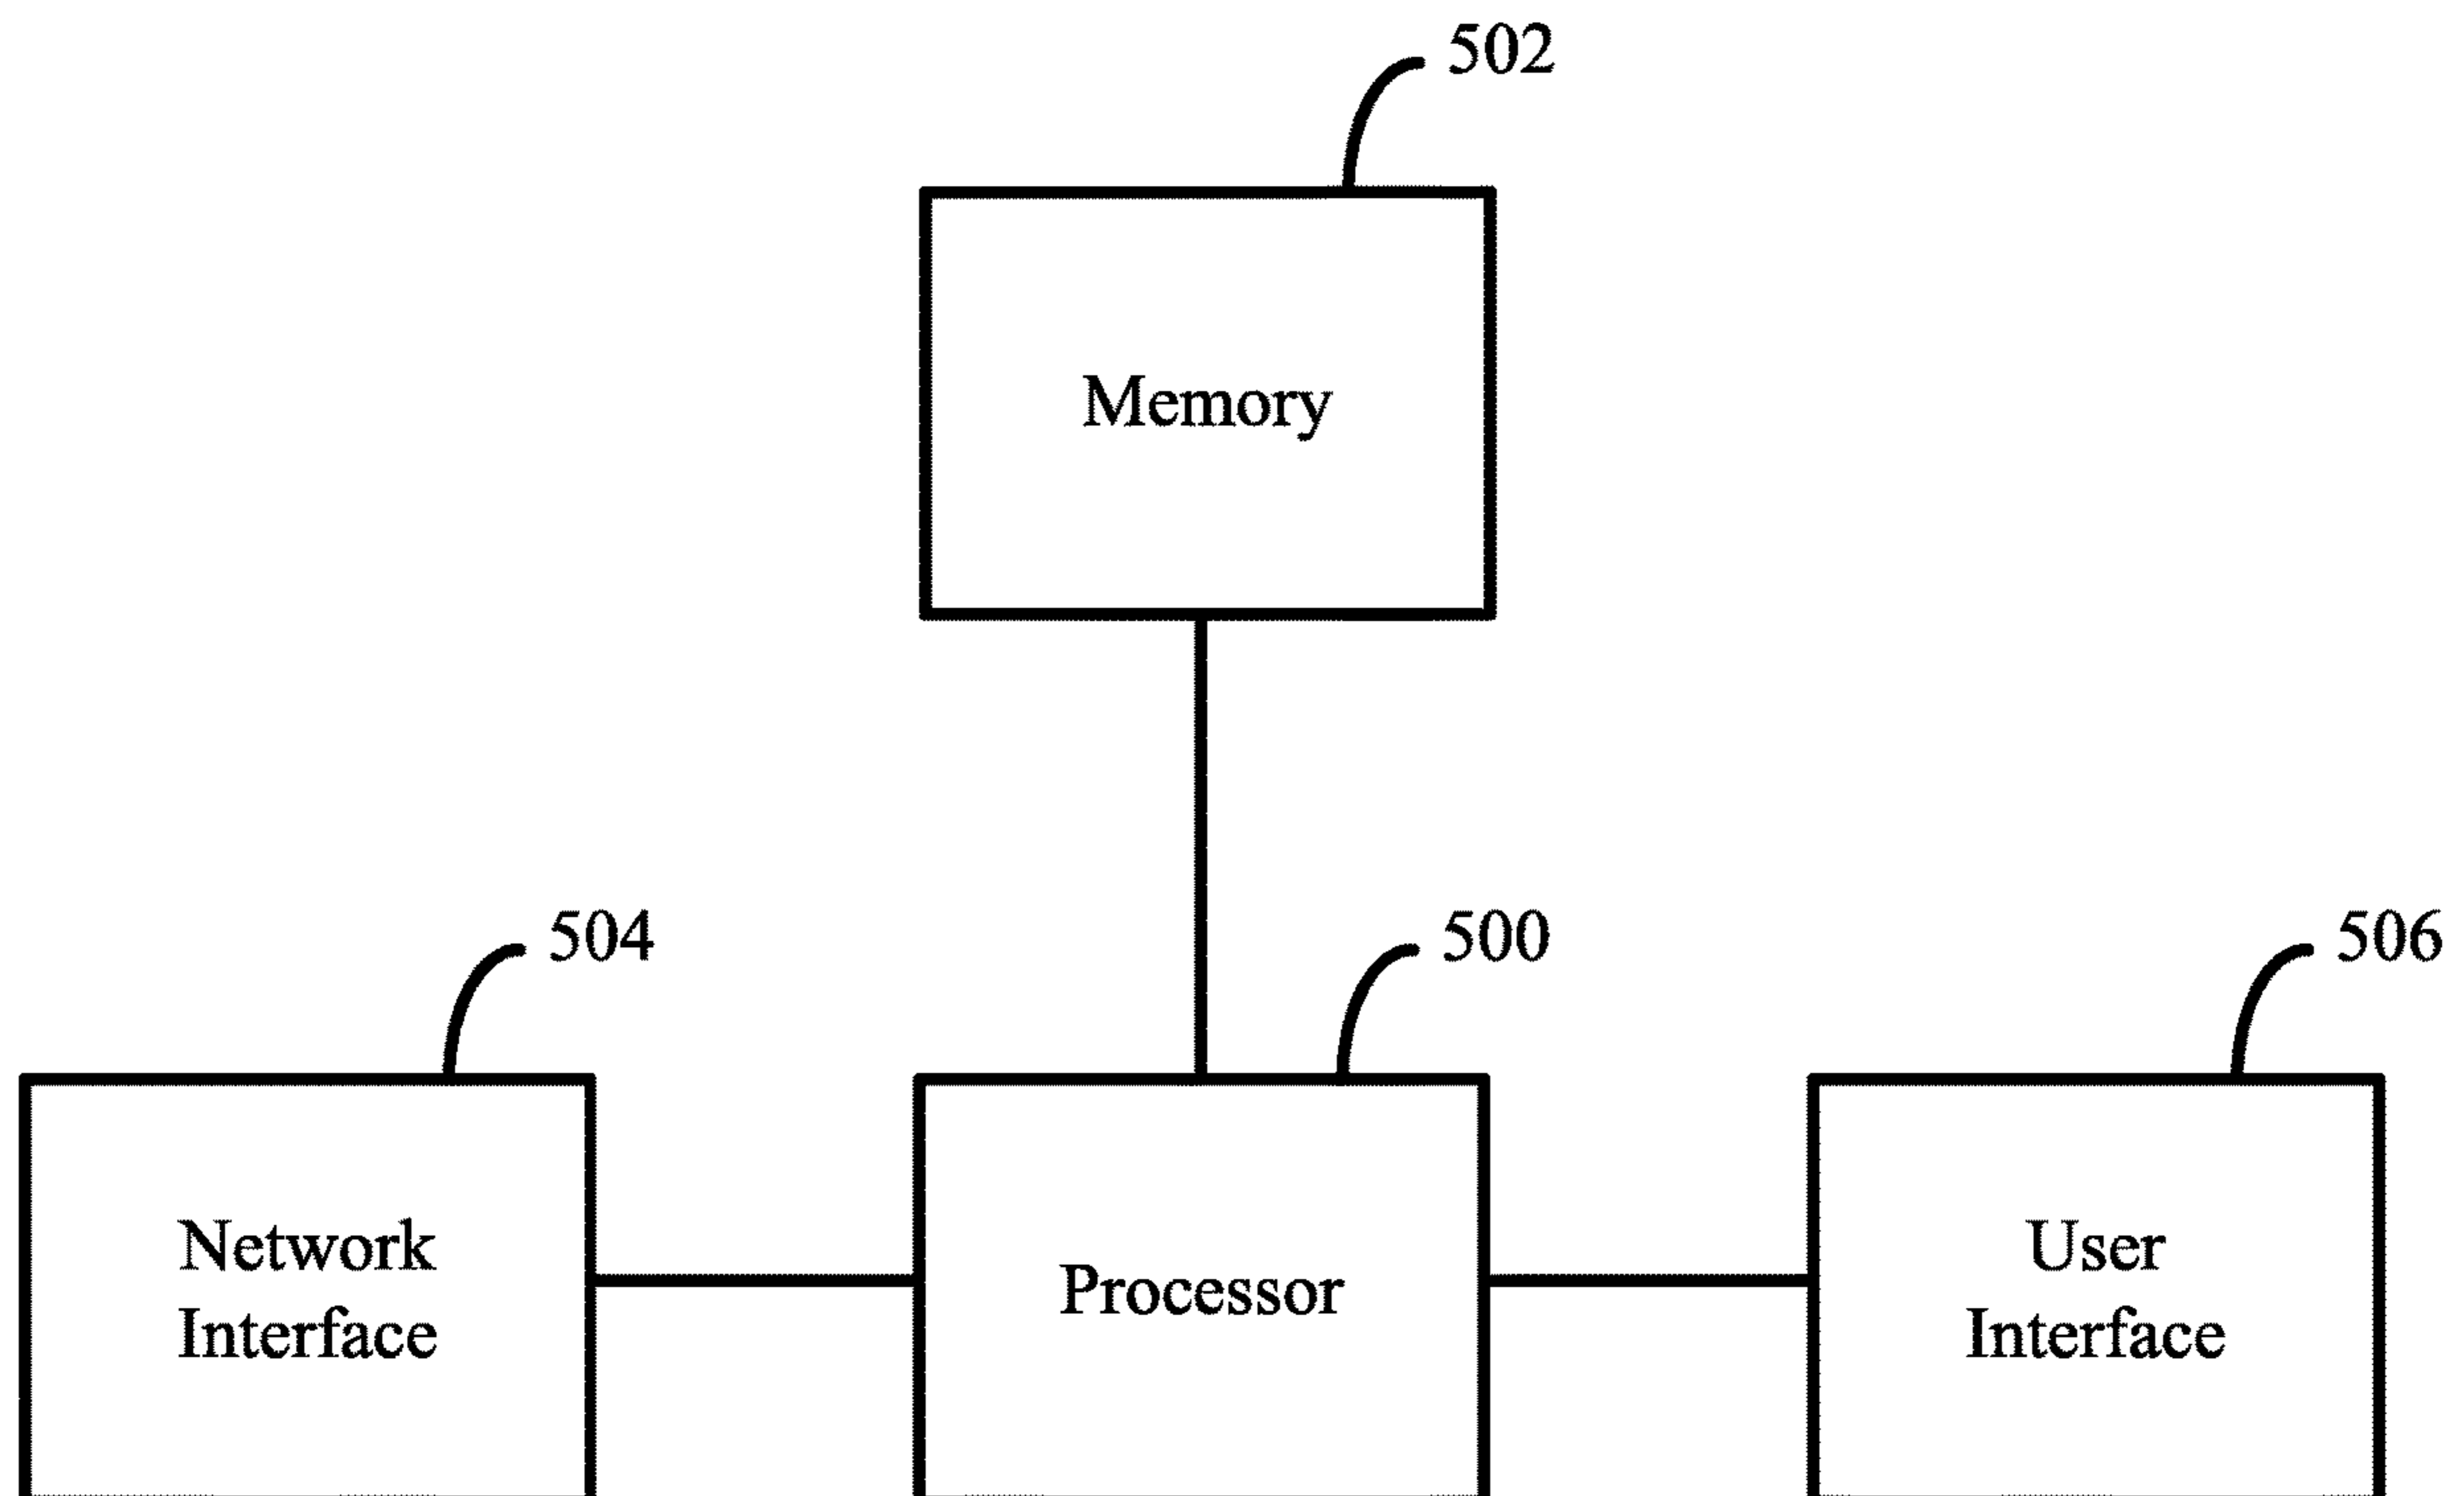 502
Memory
504
500
506
Network
Interface
Processor
User
Interface